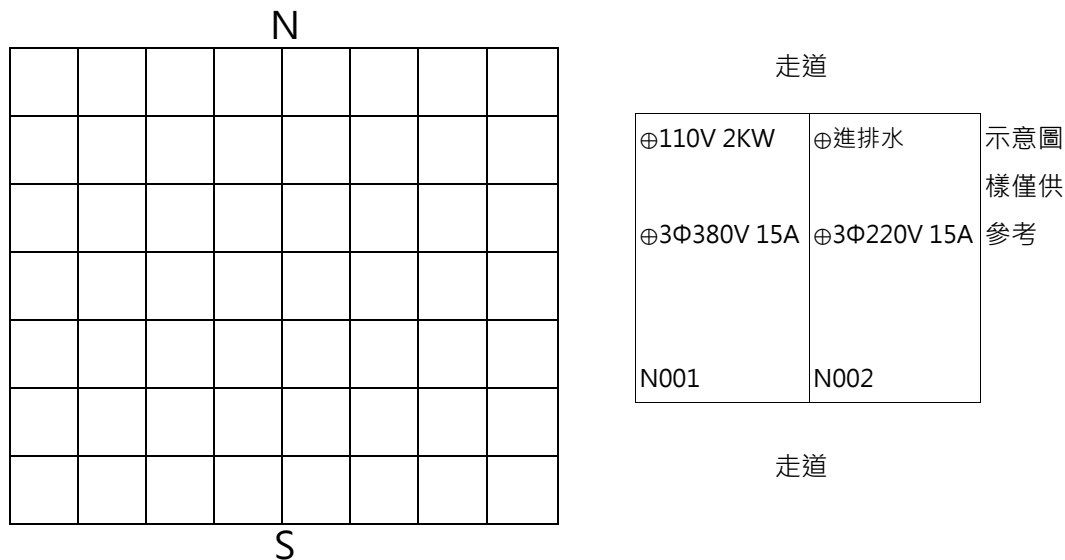 N
S
走道
⊕110V 2KW
⊕進排水
⊕3Φ380V 15A
⊕3Φ220V 15A
N001
N002
走道
示意圖
樣僅供
參考